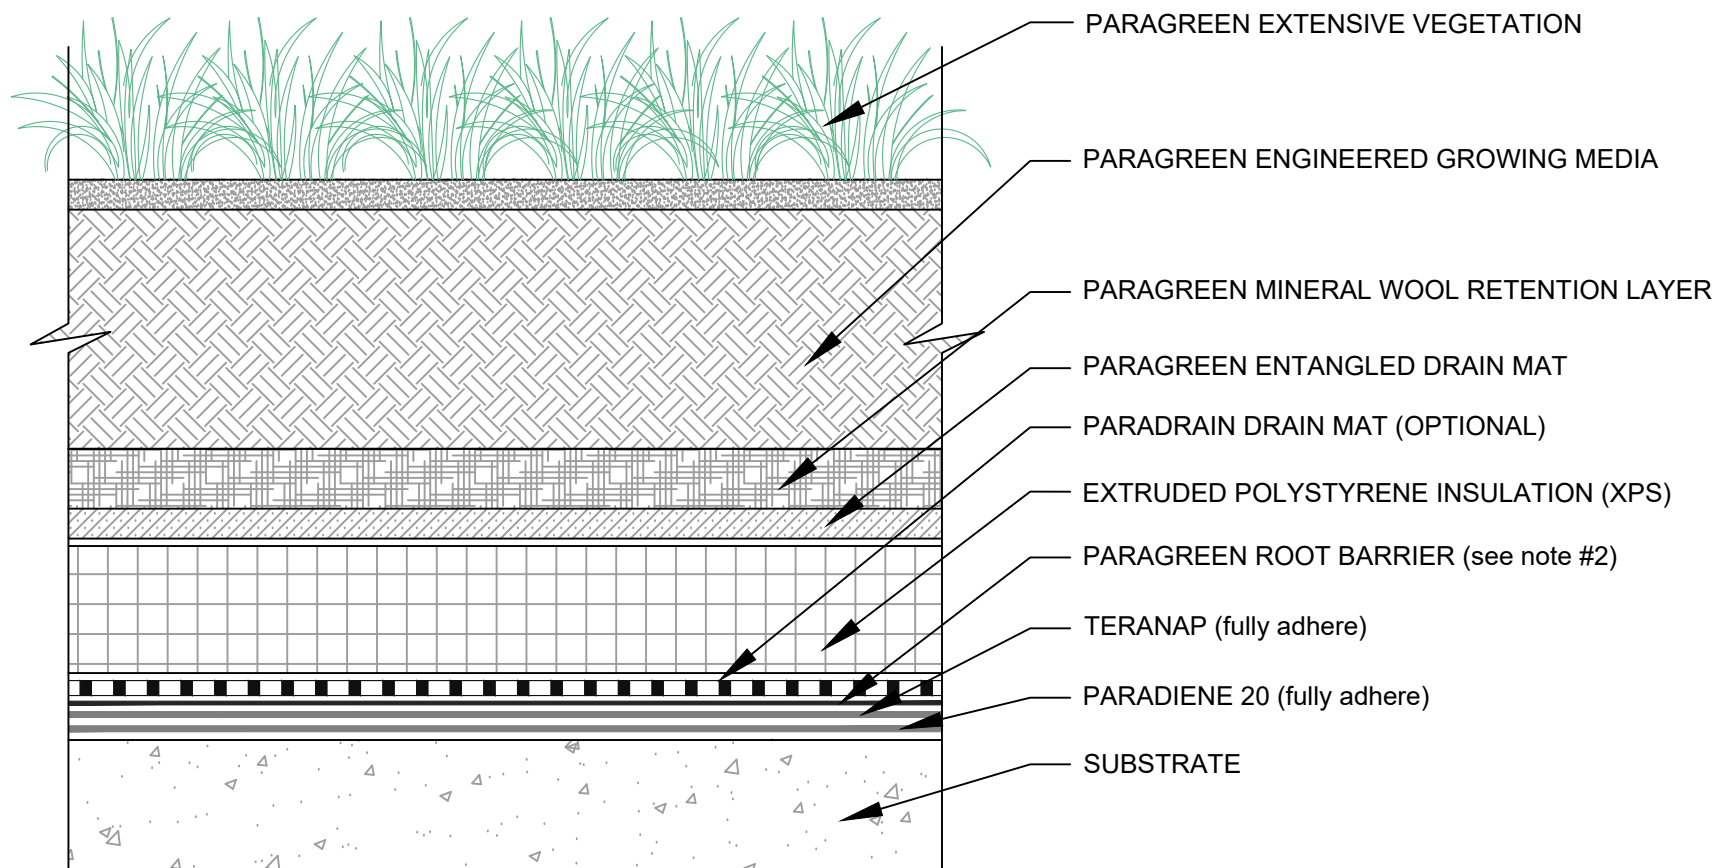 PARAGREEN EXTENSIVE VEGETATION
PARAGREEN ENGINEERED GROWING MEDIA
PARAGREEN MINERAL WOOL RETENTION LAYER
PARAGREEN ENTANGLED DRAIN MAT
PARADRAIN DRAIN MAT (OPTIONAL)
EXTRUDED POLYSTYRENE INSULATION (XPS)
PARAGREEN ROOT BARRIER (see note #2)
TERANAP (fully adhere)
PARADIENE 20 (fully adhere)
SUBSTRATE